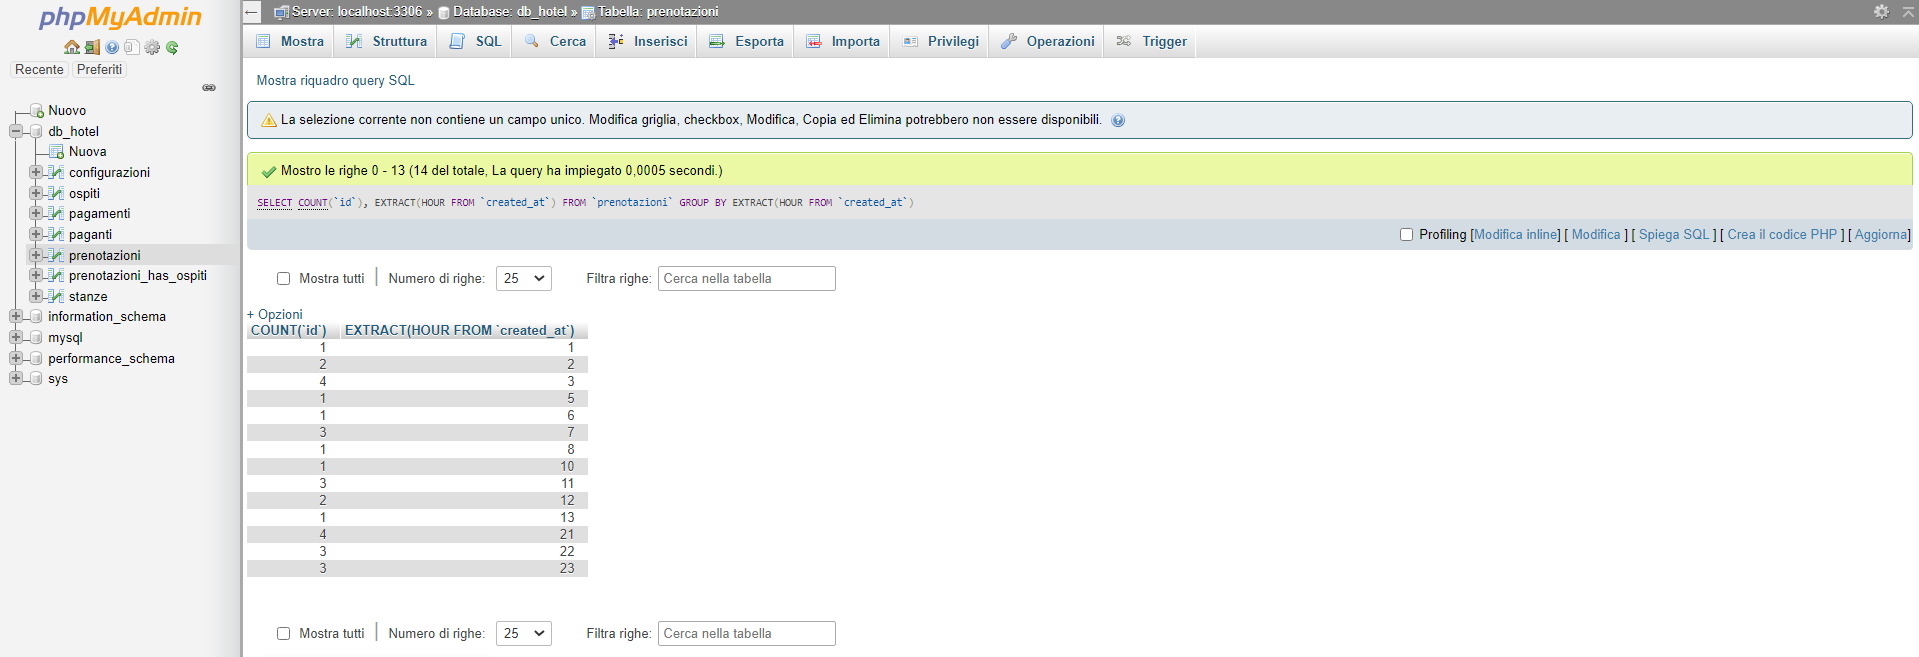 phpMyAdmin
Recente Preferiti
Nuovo
db_hotel
Nuova
configurazioni
ospiti
pagamenti
paganti
prenotazioni
prenotazioni_has_ospiti
stanze
information_schema
mysql
performance_schema
sys
Server: localhost:3306 » Database: db_hotel » Tabella: prenotazioni
Mostra Struttura SQL Cerca Inserisci Esporta Importa Privilegi Operazioni Trigger
Mostra riquadro query SQL
La selezione corrente non contiene un campo unico. Modifica griglia, checkbox, Modifica, Copia ed Elimina potrebbero non essere disponibili.
Mostro le righe 0 - 13 (14 del totale, La query ha impiegato 0,0005 secondi.)
SELECT COUNT(`id`), EXTRACT(HOUR FROM `created_at`) FROM `prenotazioni` GROUP BY EXTRACT(HOUR FROM `created_at`)
Profiling [Modifica inline] [ Modifica ] [ Spiega SQL ] [ Crea il codice PHP ] [ Aggiorna]
Mostra tutti | Numero di righe: 25 Filtra righe: Cerca nella tabella
+ Opzioni
COUNT(`id`) EXTRACT(HOUR FROM `created_at`)
1 1
2 2
4 3
1 5
1 6
3 7
1 8
1 10
3 11
2 12
1 13
4 21
3 22
3 23
Mostra tutti | Numero di righe: 25 Filtra righe: Cerca nella tabella